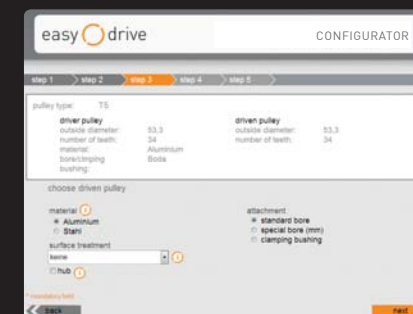 easy drive
CONFIGURATOR
step 1 step 2 step 3 step 4 step 5
pulley type: T5
driver pulley
outside diameter: 53,3
number of teeth: 34
material: Aluminium
bore/clmping bushing: Boda
driven pulley
outside diameter: 53,3
number of teeth: 34
choose driven pulley
material
Aluminium
Stahl
surface treatment
keine
hub
attachment
standard bore
special bore (mm)
clamping bushing
* mandatory field
back
next